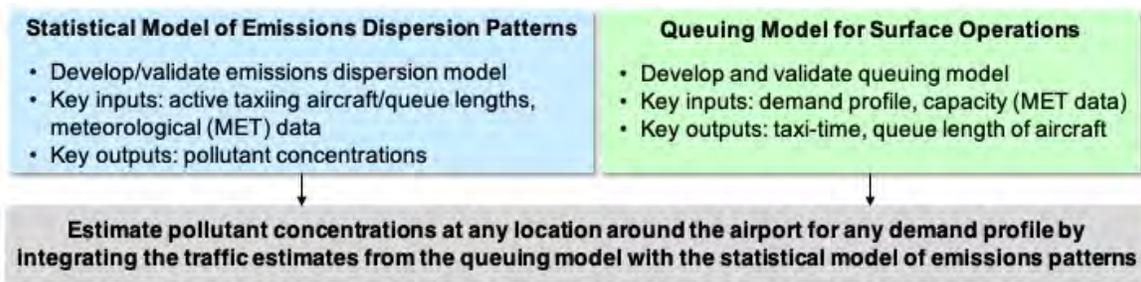 Statistical Model of Emissions Dispersion Patterns
• Develop/validate emissions dispersion model
• Key inputs: active taxiing aircraft/queue lengths,
meteorological (MET) data
• Key outputs: pollutant concentrations
Queuing Model for Surface Operations
• Develop and validate queuing model
• Key inputs: demand profile, capacity (MET data)
• Key outputs: taxi-time, queue length of aircraft
Estimate pollutant concentrations at any location around the airport for any demand profile by
integrating the traffic estimates from the queuing model with the statistical model of emissions patterns